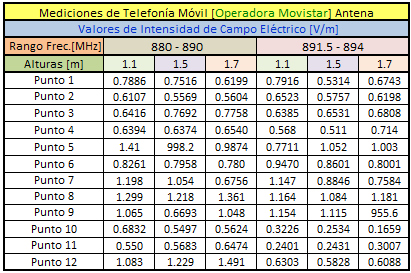 Mediciones de Telefonía Móvil [Operadora Movistar] Antena
Valores de Intensidad de Campo Eléctrico [V/m]
Rango Frec.[MHz] 880 - 890 891.5 - 894
Alturas [m] 1.1 1.5 1.7 1.1 1.5 1.7
Punto 1 0.7886 0.7516 0.6199 0.7916 0.5314 0.6743
Punto 2 0.6107 0.5569 0.5604 0.6523 0.5757 0.6198
Punto 3 0.6416 0.7692 0.7758 0.6385 0.6531 0.6808
Punto 4 0.6394 0.6374 0.6540 0.568 0.511 0.714
Punto 5 1.41 998.2 0.9874 0.7711 1.052 1.003
Punto 6 0.8261 0.7958 0.780 0.9470 0.8601 0.8001
Punto 7 1.198 1.054 0.6756 1.147 0.8846 0.7584
Punto 8 1.299 1.218 1.361 1.164 1.084 1.181
Punto 9 1.065 0.6693 1.048 1.154 1.115 955.6
Punto 10 0.6832 0.5497 0.5624 0.3226 0.2534 0.1659
Punto 11 0.550 0.5683 0.6474 0.2401 0.2431 0.3007
Punto 12 1.083 1.229 1.491 0.6303 0.5828 0.6088